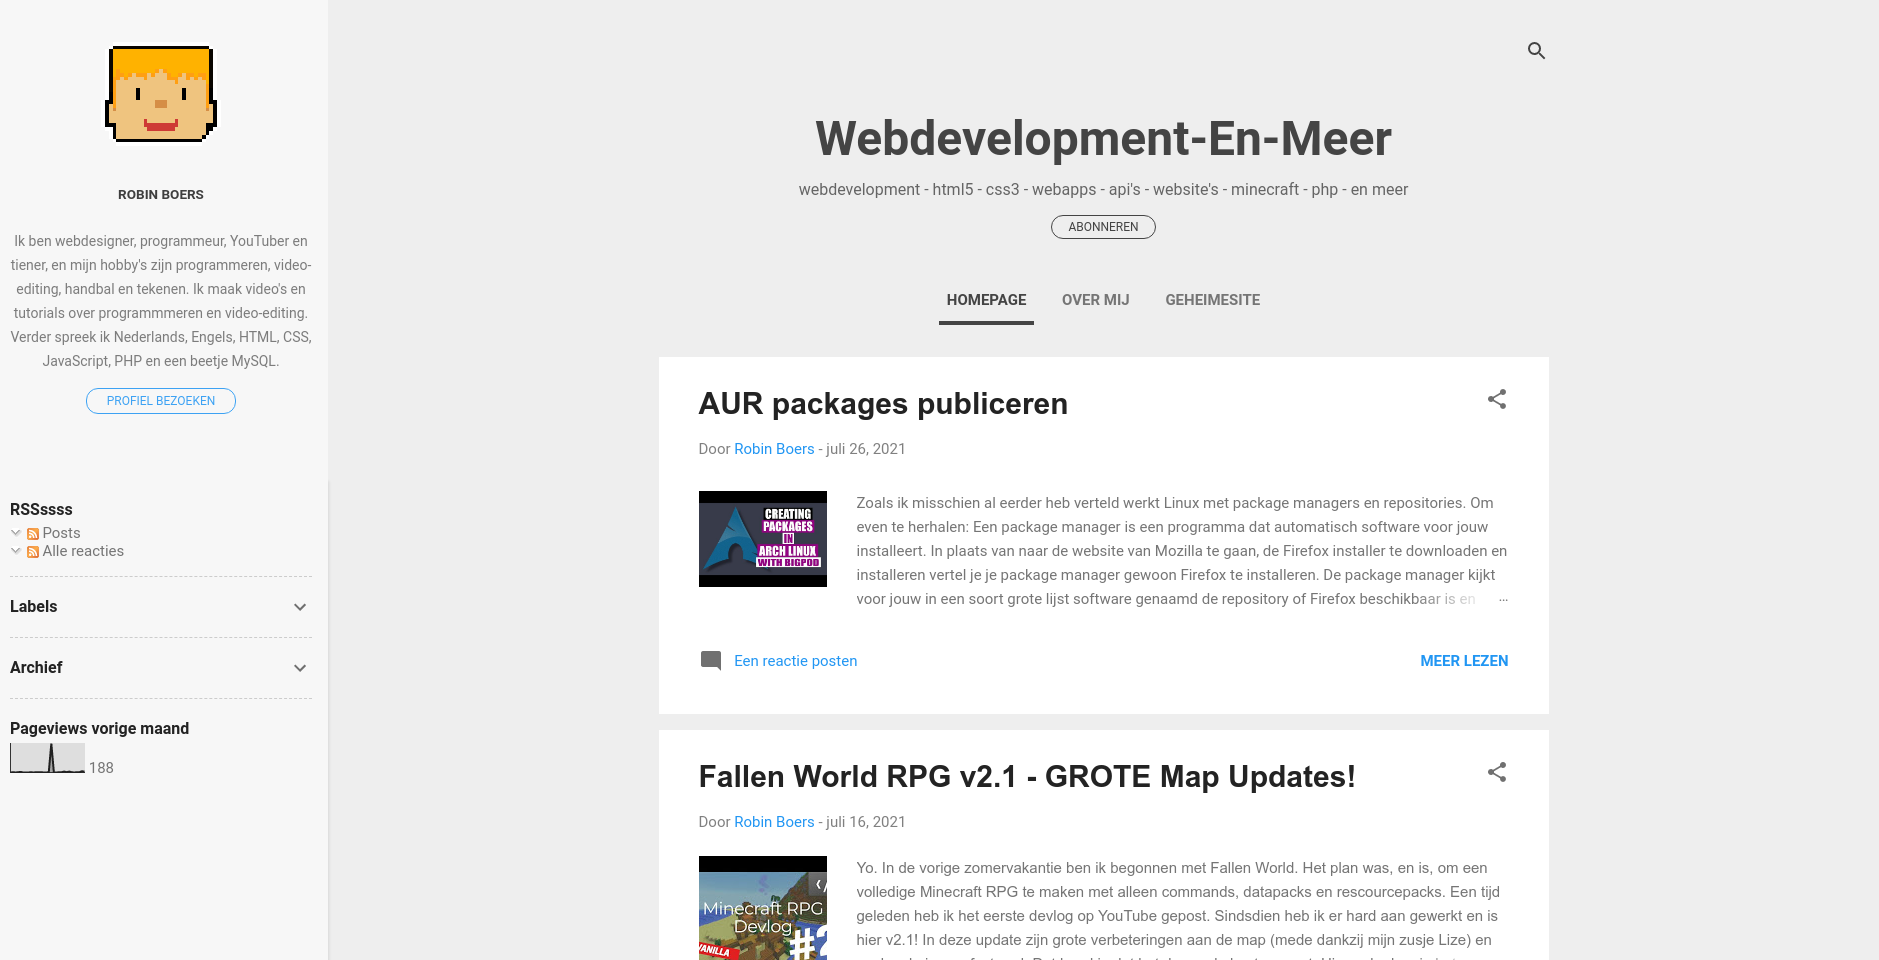 ROBIN BOERS
Ik ben webdesigner, programmeur, YouTuber en
tiener, en mijn hobby's zijn programmeren, video-
editing, handbal en tekenen. Ik maak video's en
tutorials over programmmeren en video-editing.
Verder spreek ik Nederlands, Engels, HTML, CSS,
JavaScript, PHP en een beetje MySQL.
PROFIEL BEZOEKEN
RSSssss
Posts
Alle reacties
Labels
Archief
Pageviews vorige maand
188
Webdevelopment-En-Meer
webdevelopment - html5 - css3 - webapps - api's - website's - minecraft - php - en meer
ABONNEREN
HOMEPAGE OVER MIJ GEHEIMESITE
AUR packages publiceren
Door Robin Boers - juli 26, 2021
CREATING
PACKAGES
IN
ARCH LINUX
WITH BIGPOD
Zoals ik misschien al eerder heb verteld werkt Linux met package managers en repositories. Om
even te herhalen: Een package manager is een programma dat automatisch software voor jouw
installeert. In plaats van naar de website van Mozilla te gaan, de Firefox installer te downloaden en
installeren vertel je je package manager gewoon Firefox te installeren. De package manager kijkt
voor jouw in een soort grote lijst software genaamd de repository of Firefox beschikbaar is en ...
Een reactie posten
MEER LEZEN
Fallen World RPG v2.1 - GROTE Map Updates!
Door Robin Boers - juli 16, 2021
Minecraft RPG
Devlog
#2
VANILLA
Yo. In de vorige zomervakantie ben ik begonnen met Fallen World. Het plan was, en is, om een
volledige Minecraft RPG te maken met alleen commands, datapacks en rescourcepacks. Een tijd
geleden heb ik het eerste devlog op YouTube gepost. Sindsdien heb ik er hard aan gewerkt en is
hier v2.1! In deze update zijn grote verbeteringen aan de map (mede dankzij mijn zusje Lize) en